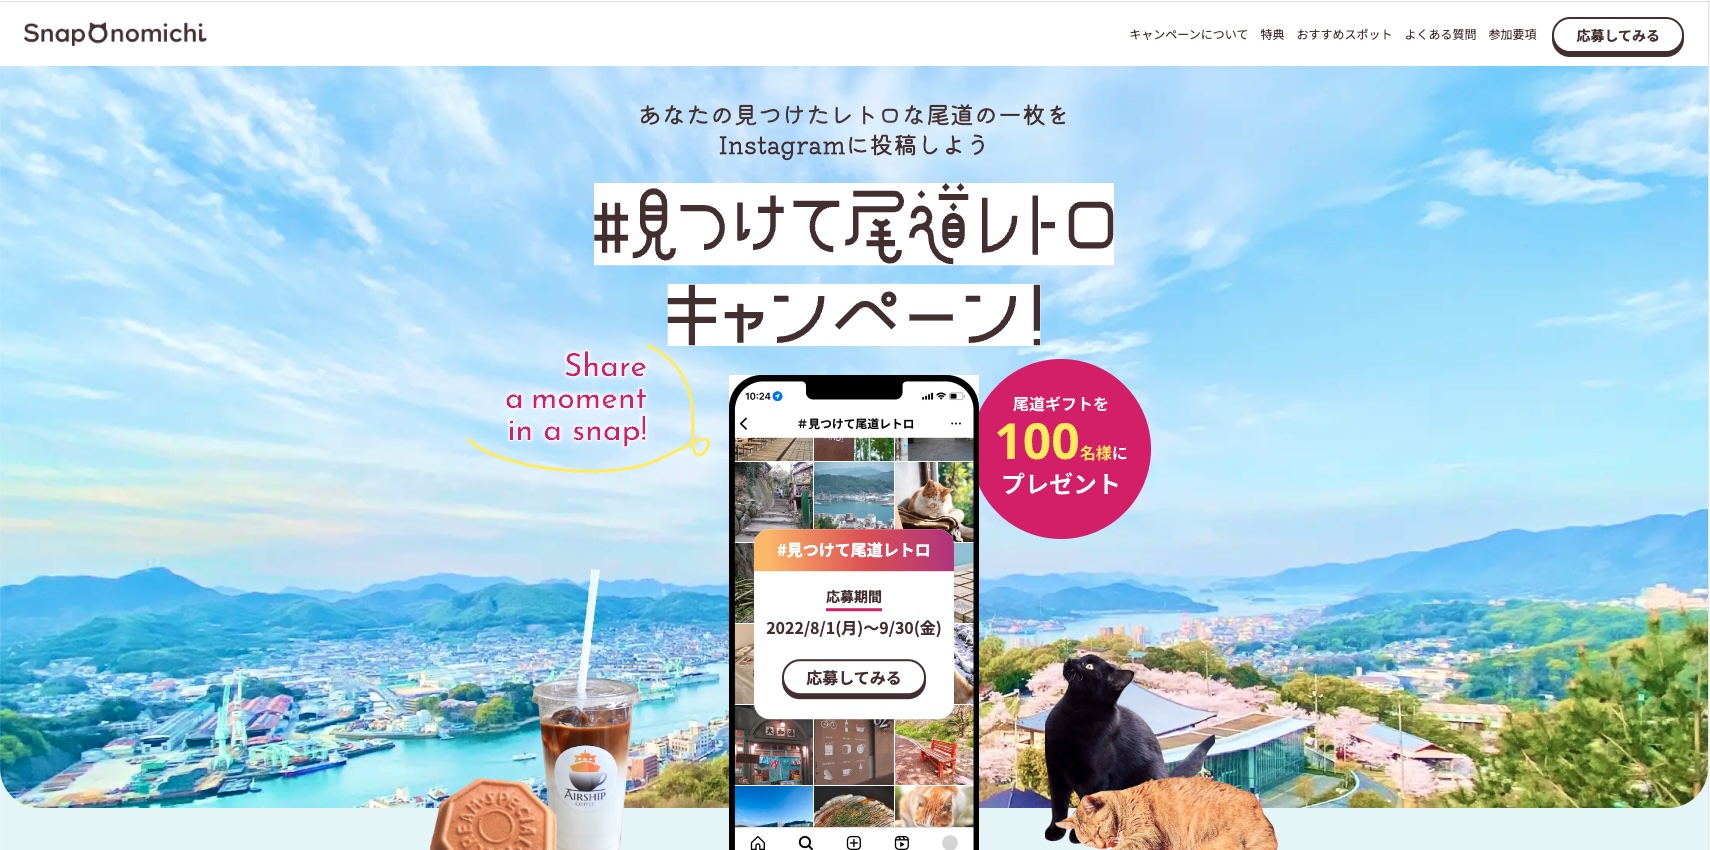 SnapOnomichi
キャンペーンについて 特典 おすすめスポット よくある質問 参加要項 応募してみる
あなたの見つけたレトロな尾道の一枚を
Instagramに投稿しよう
#見つけて尾道レトロ
キャンペーン!
Share
a moment
in a snap!
尾道ギフトを
100名様に
プレゼント
10:24
#見つけて尾道レトロ
#見つけて尾道レトロ
応募期間
2022/8/1(月)〜9/30(金)
応募してみる
AIRSHIP
COFFEE